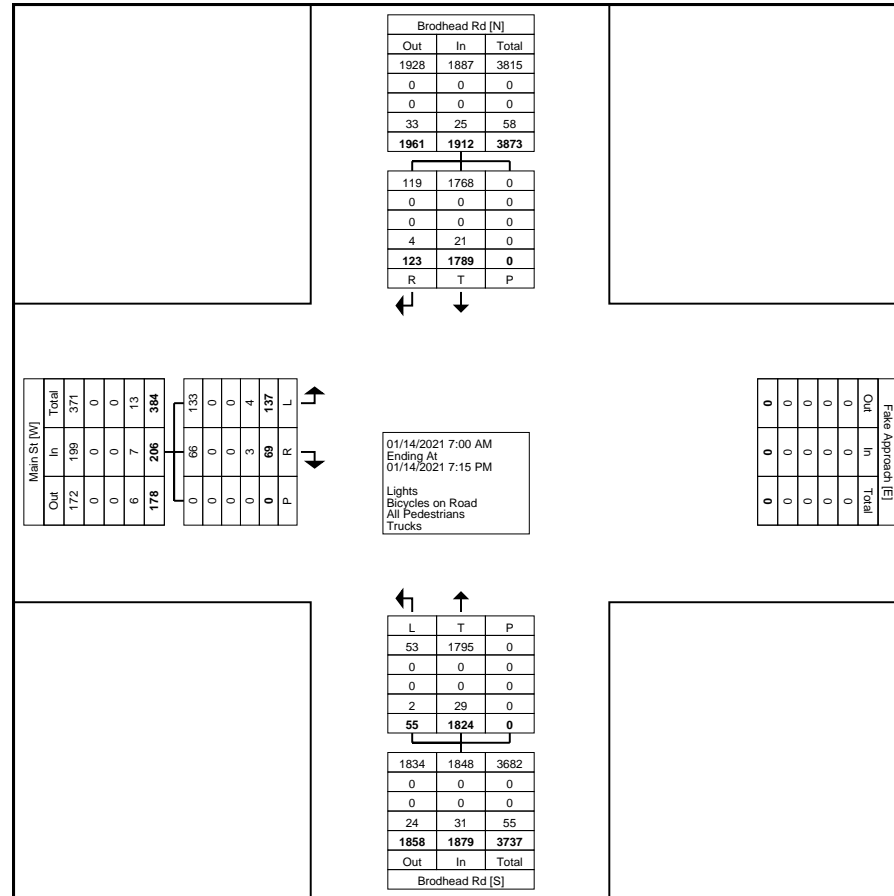 Brodhead Rd [N]
Out In Total
1928 1887 3815
0 0 0
0 0 0
33 25 58
1961 1912 3873
119 1768 0
0 0 0
0 0 0
4 21 0
123 1789 0
R T P
Main St [W]
Total In Out
371 199 172
0 0 0
0 0 0
13 7 6
384 206 178
133 66 0
0 0 0
0 0 0
4 3 0
137 69 0
L R P
01/14/2021 7:00 AM
Ending At
01/14/2021 7:15 PM
Lights
Bicycles on Road
All Pedestrians
Trucks
Fake Approach [E]
Out In Total
0 0 0
0 0 0
0 0 0
0 0 0
0 0 0
L T P
53 1795 0
0 0 0
0 0 0
2 29 0
55 1824 0
1834 1848 3682
0 0 0
0 0 0
24 31 55
1858 1879 3737
Out In Total
Brodhead Rd [S]